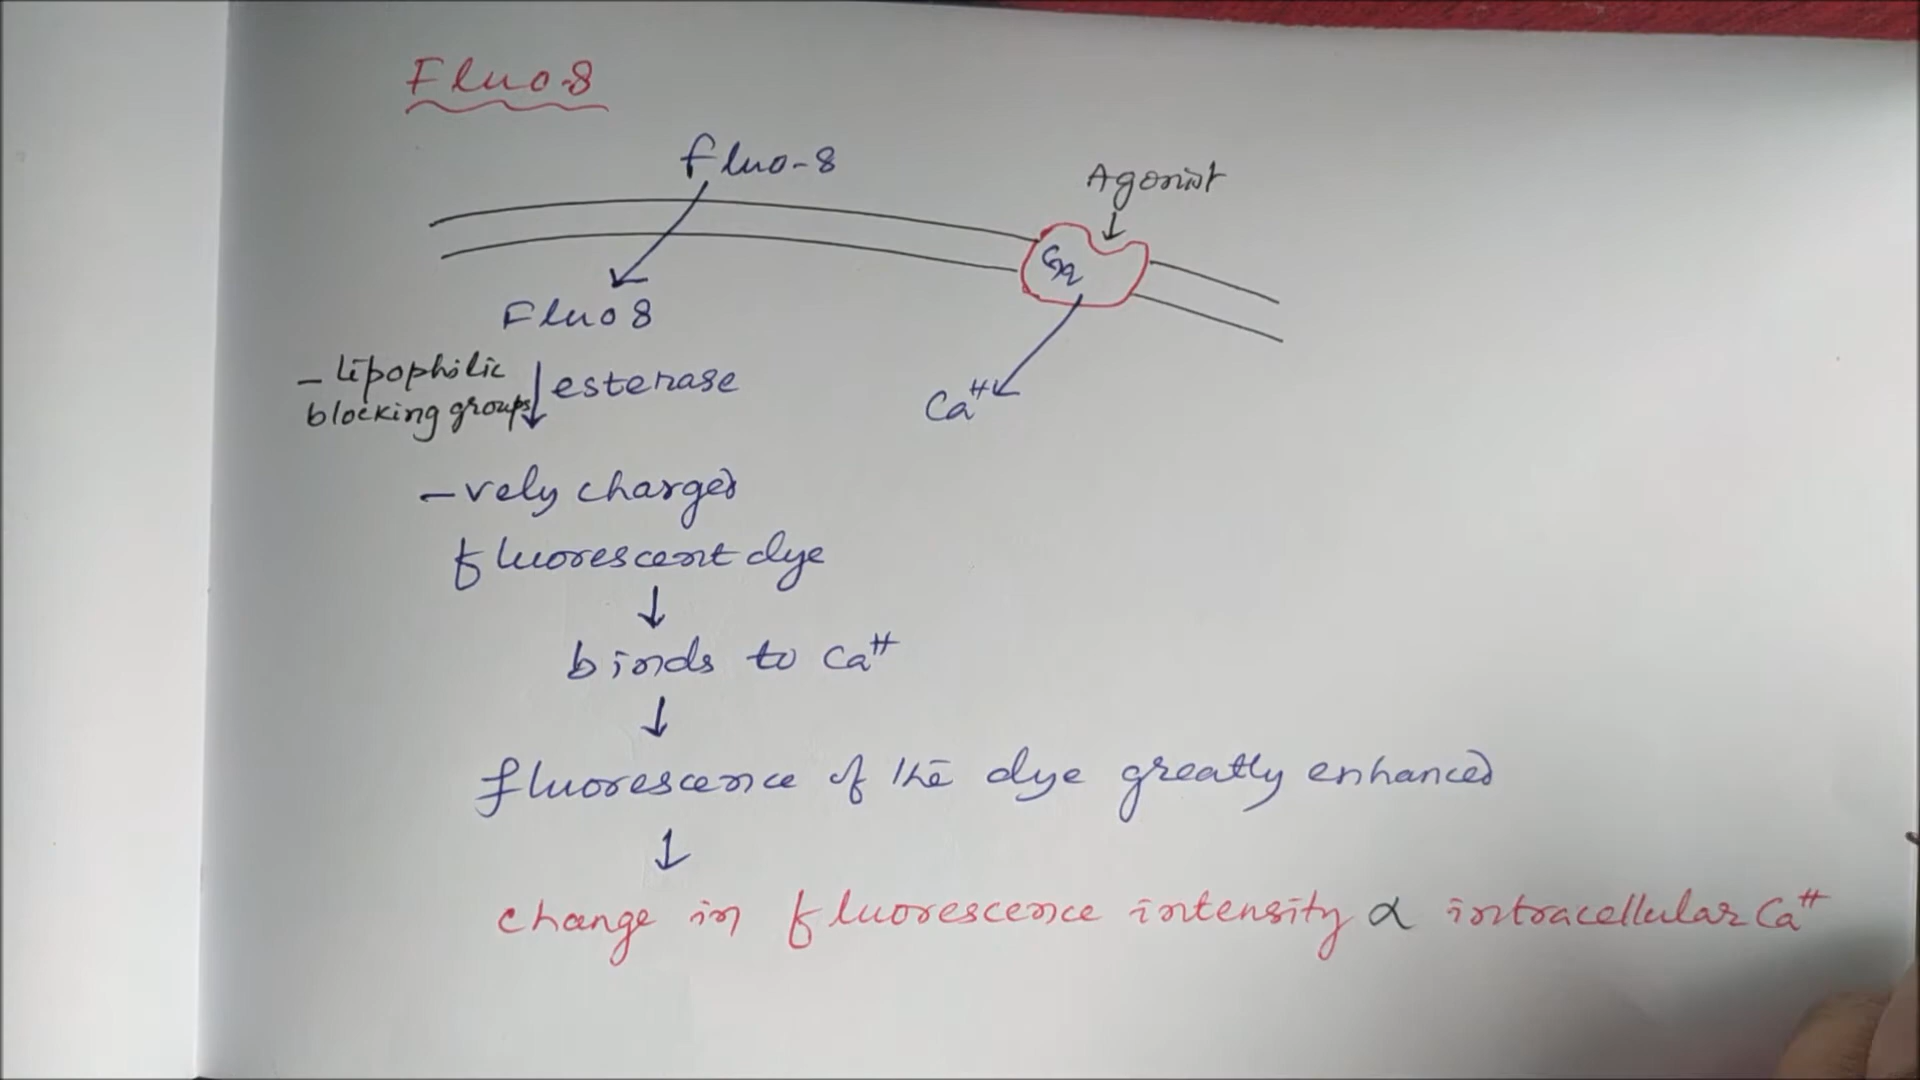 Fluo-8
fluo-8
Agonist
Gq
Fluo 8
- lipophilic
blocking groups
esterase
Ca++
-vely charged
fluorescent dye
binds to Ca++
fluorescence of the dye greatly enhanced
change in fluorescence intensity α intracellular Ca++